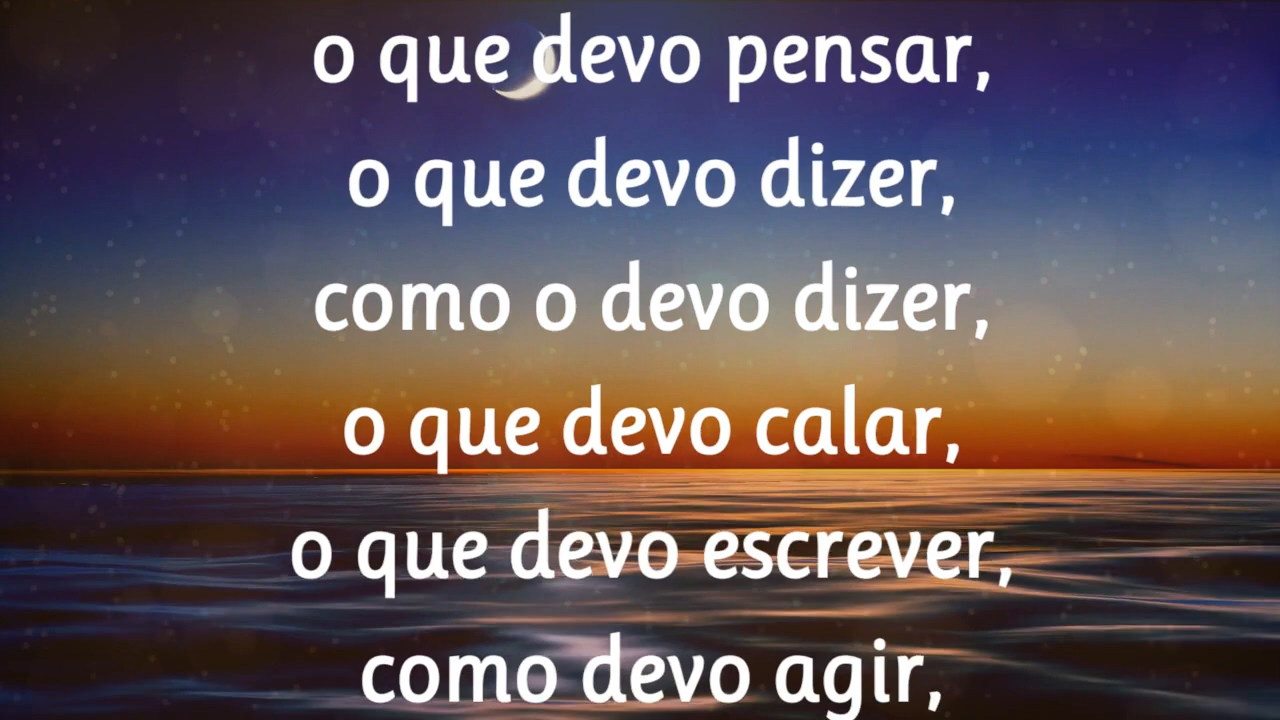 o que devo pensar,
o que devo dizer,
como o devo dizer,
o que devo calar,
o que devo escrever,
como devo agir,